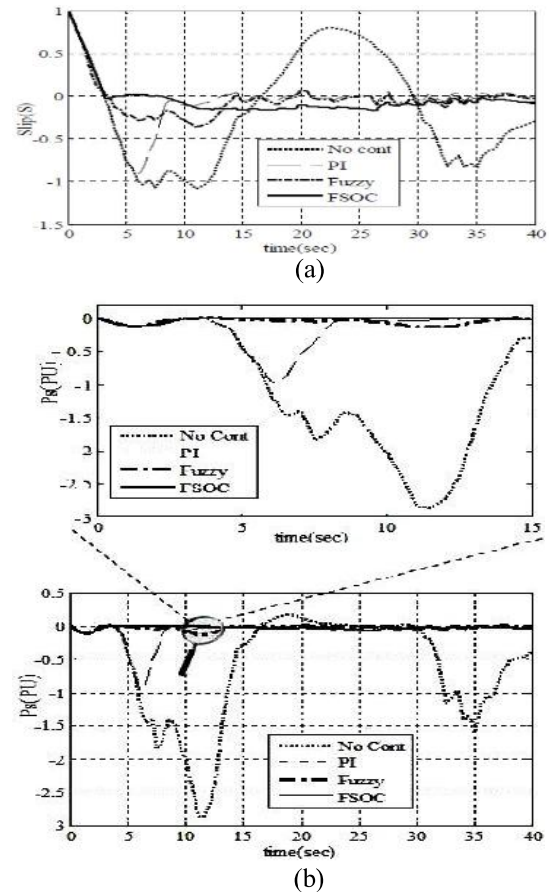 1
0.5
0
-0.5
-1
-1.5
Slip(S)
No cont
PI
Fuzzy
FSOC
0 5 10 15 20 25 30 35 40
time(sec)
(a)
0
-0.5
-1
-1.5
-2
-2.5
-3
Ps(PU)
No Cont
PI
Fuzzy
FSOC
0 5 10 15
time(sec)
0.5
0
-0.5
-1
-1.5
-2
-2.5
3
Ps(PU)
No Cont
PI
Fuzzy
FSOC
0 5 10 15 20 25 30 35 40
time(sec)
(b)